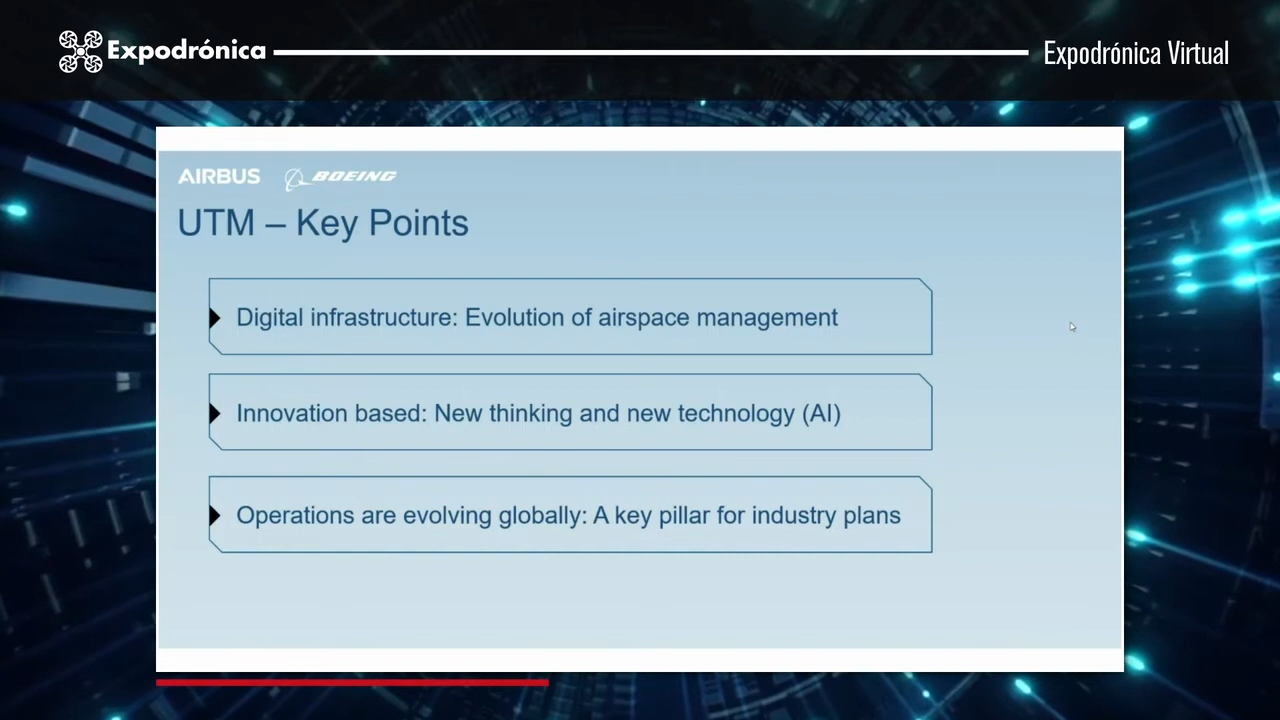 Expodrónica
Expodrónica Virtual
AIRBUS
BOEING
UTM – Key Points
Digital infrastructure: Evolution of airspace management
Innovation based: New thinking and new technology (AI)
Operations are evolving globally: A key pillar for industry plans